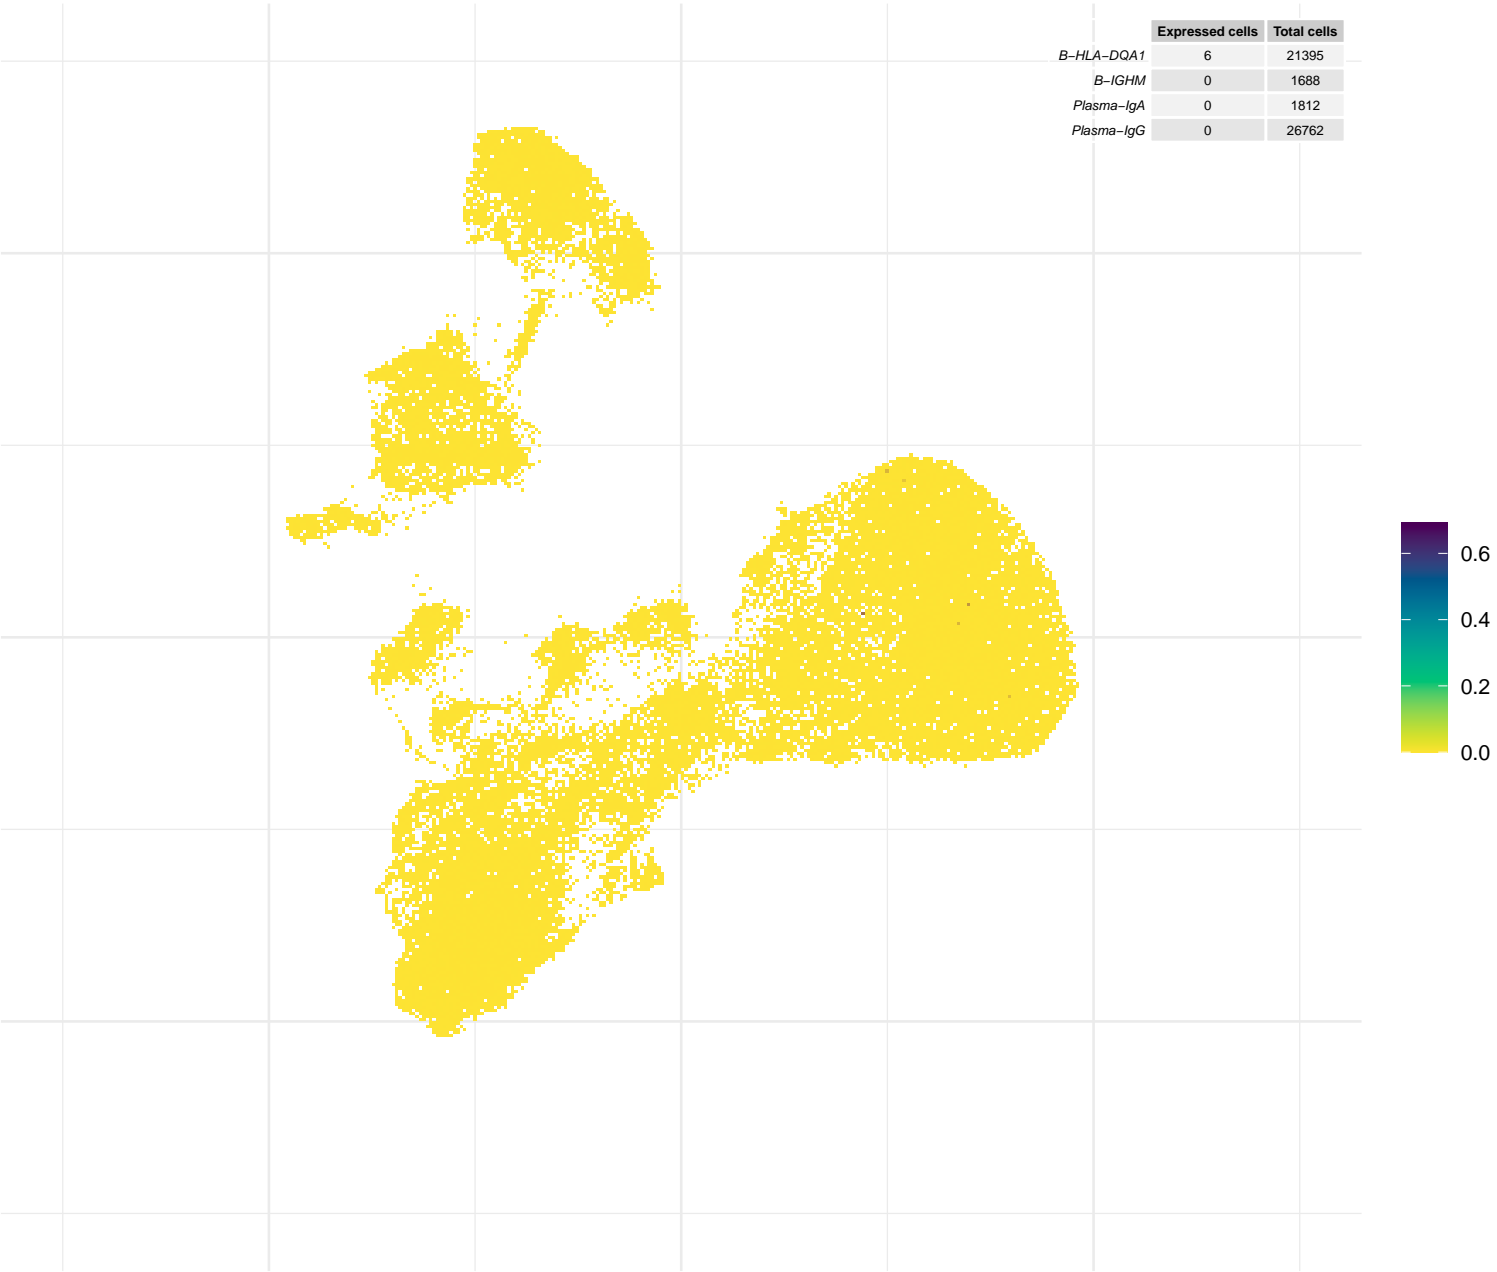 Expressed cells Total cells
B−HLA−DQA1 6 21395
B−IGHM 0 1688
Plasma−IgA 0 1812
Plasma−IgG 0 26762
0.6
0.4
0.2
0.0